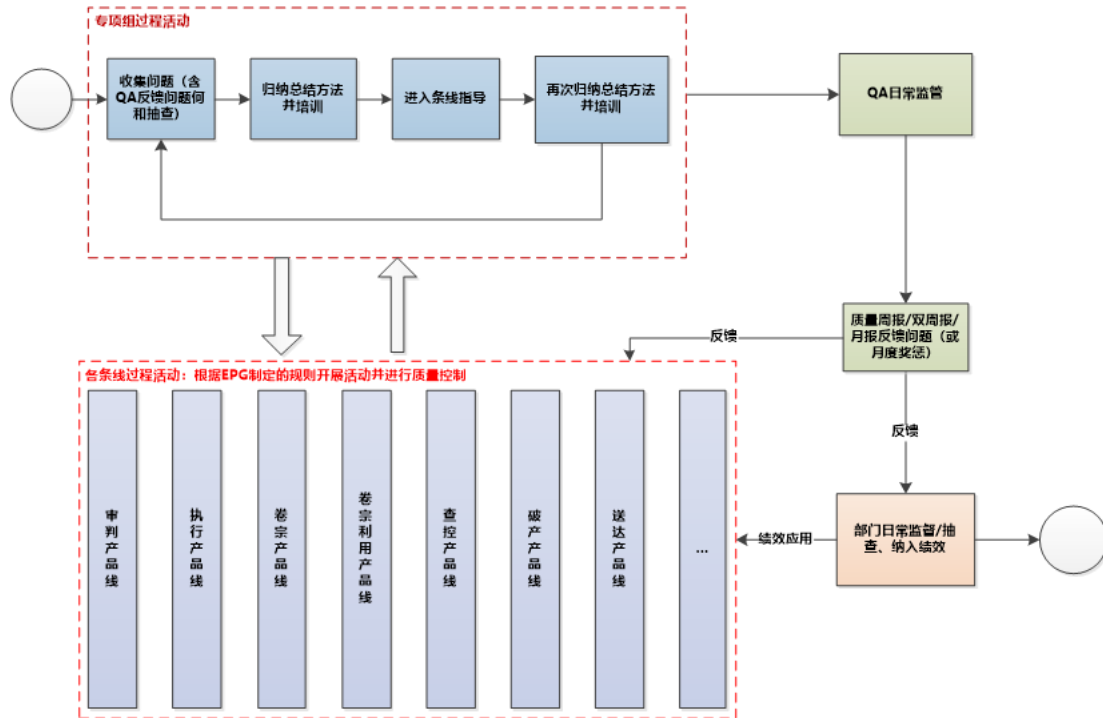 专项组过程活动
收集问题（含
QA反馈问题何
和抽查）
归纳总结方法
并培训
进入条线指导
再次归纳总结方法
并培训
QA日常监管
质量周报/双周报/
月报反馈问题（或
月度奖惩）
反馈
反馈
各条线过程活动：根据EPG制定的规则开展活动并进行质量控制
审判产品线
执行产品线
卷宗产品线
卷宗利用产品线
查控产品线
破产产品线
送达产品线
...
绩效应用
部门日常监督/抽
查、纳入绩效